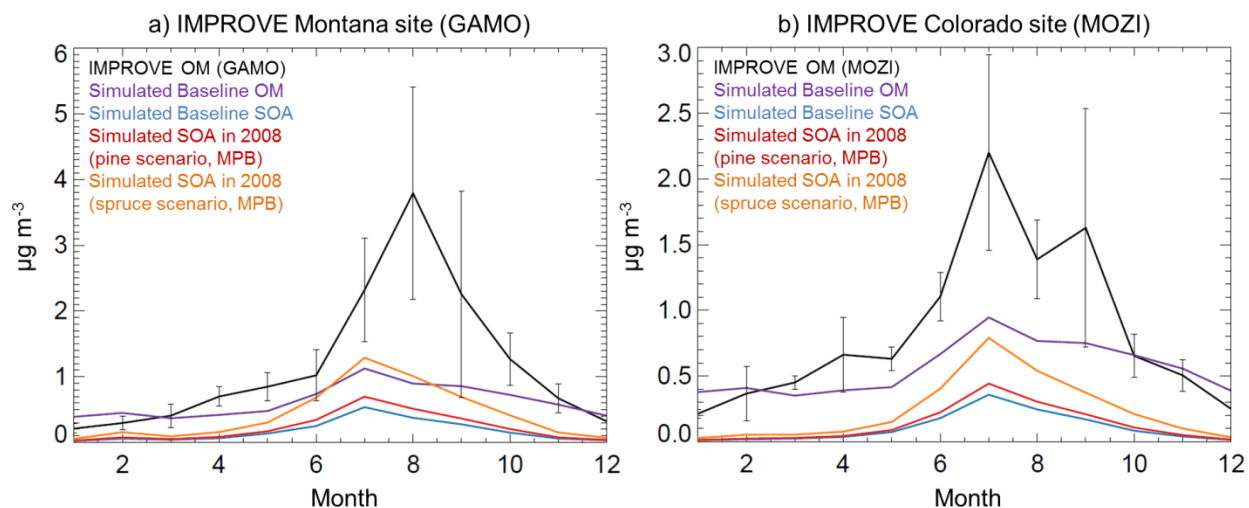 a) IMPROVE Montana site (GAMO)
6
5
4
3
2
1
0
µg m-3
IMPROVE OM (GAMO)
Simulated Baseline OM
Simulated Baseline SOA
Simulated SOA in 2008
(pine scenario, MPB)
Simulated SOA in 2008
(spruce scenario, MPB)
2 4 6 8 10 12
Month
b) IMPROVE Colorado site (MOZI)
3.0
2.5
2.0
1.5
1.0
0.5
0.0
µg m-3
IMPROVE OM (MOZI)
Simulated Baseline OM
Simulated Baseline SOA
Simulated SOA in 2008
(pine scenario, MPB)
Simulated SOA in 2008
(spruce scenario, MPB)
2 4 6 8 10 12
Month